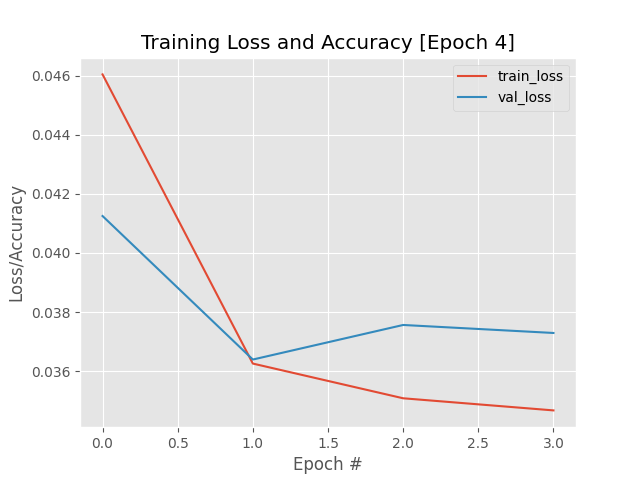 Training Loss and Accuracy [Epoch 4]
train_loss
val_loss
0.046
0.044
0.042
0.040
0.038
0.036
Loss/Accuracy
0.0 0.5 1.0 1.5 2.0 2.5 3.0
Epoch #